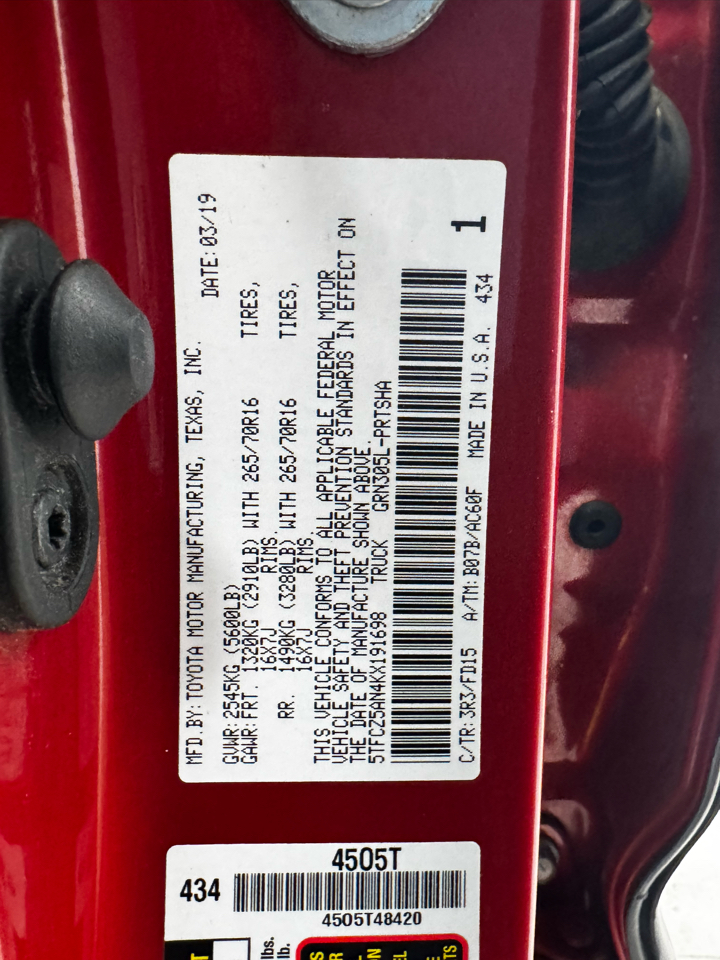 MFD.BY: TOYOTA MOTOR MANUFACTURING, TEXAS, INC. DATE: 03/19
GVWR: 2545KG (5600LB)
GAWR: FRT. 1320KG (2910LB) WITH 265/70R16 TIRES,
16X7J RIMS.
RR. 1490KG (3280LB) WITH 265/70R16 TIRES,
16X7J RIMS.
THIS VEHICLE CONFORMS TO ALL APPLICABLE FEDERAL MOTOR
VEHICLE SAFETY AND THEFT PREVENTION STANDARDS IN EFFECT ON
THE DATE OF MANUFACTURE SHOWN ABOVE.
5TFCZ5AN4KX191698 TRUCK GRN305L-PRTSHA
1
C/TR: 3R3/FD15 A/TM: B07B/AC60F MADE IN U.S.A. 434
4505T
434
4505T48420
lbs.
lb.